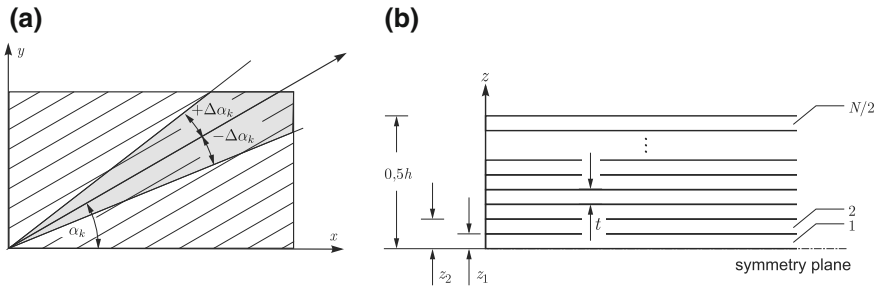 (a)
y
+Δα_k
−Δα_k
α_k
x
(b)
z
N/2
⋮
0,5h
2
1
t
z_2
z_1
symmetry plane